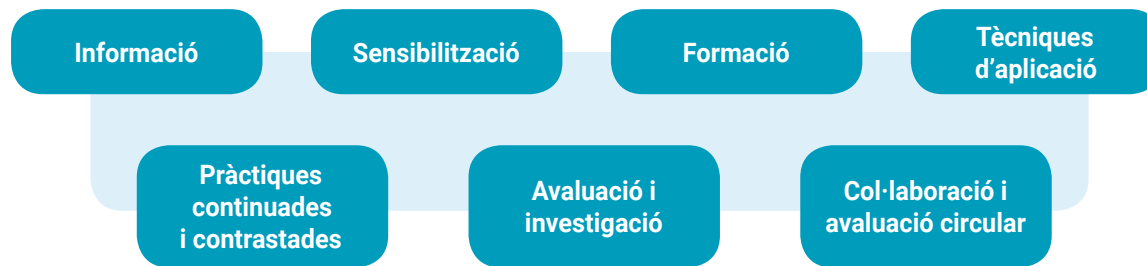 Informació
Sensibilització
Formació
Tècniques
d’aplicació
Pràctiques
continuades
i contrastades
Avaluació i
investigació
Col·laboració i
avaluació circular